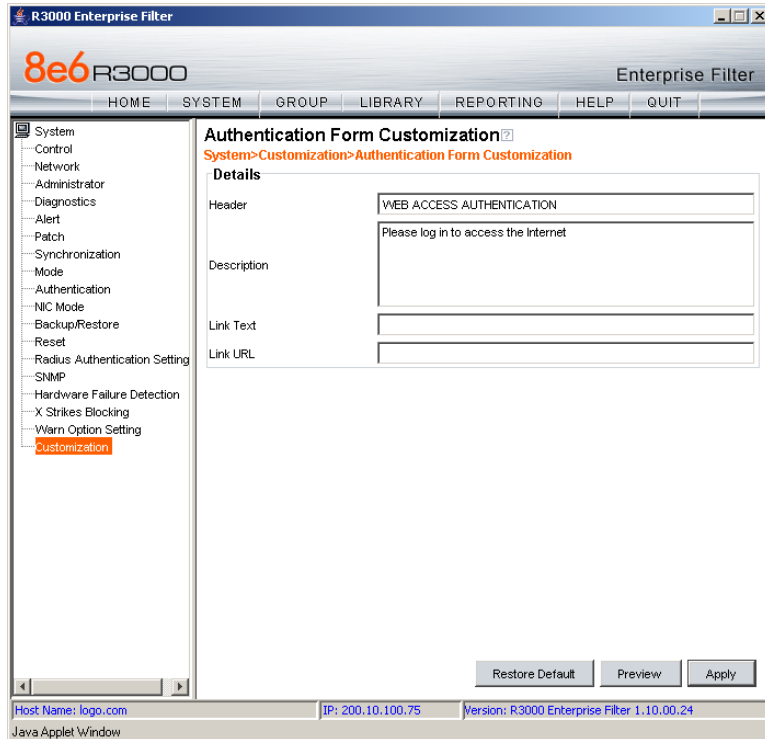 R3000 Enterprise Filter
8e6 R3000
Enterprise Filter
HOME SYSTEM GROUP LIBRARY REPORTING HELP QUIT
System
Control
Network
Administrator
Diagnostics
Alert
Patch
Synchronization
Mode
Authentication
NIC Mode
Backup/Restore
Reset
Radius Authentication Setting
SNMP
Hardware Failure Detection
X Strikes Blocking
Warn Option Setting
Customization
Authentication Form Customization ?
System>Customization>Authentication Form Customization
Details
Header WEB ACCESS AUTHENTICATION
Description Please log in to access the Internet
Link Text
Link URL
Restore Default Preview Apply
Host Name: logo.com IP: 200.10.100.75 Version: R3000 Enterprise Filter 1.10.00.24
Java Applet Window